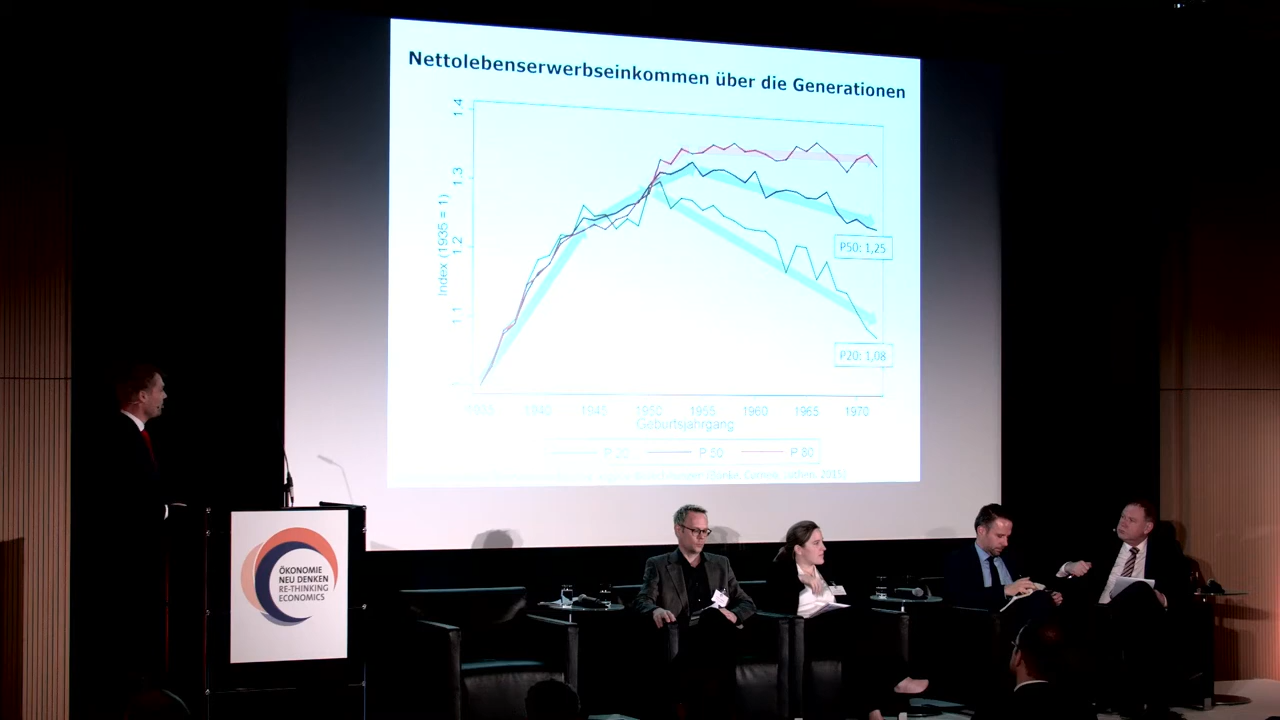 Nettolebenserwerbseinkommen über die Generationen
1.4
1.3
1.2
1.1
1
Index (1935 = 1)
P50: 1,25
P20: 1,08
1935 1940 1945 1950 1955 1960 1965 1970
Geburtsjahrgang
P 20 P 50 P 80
ÖKONOMIE
NEU DENKEN
RE-THINKING
ECONOMICS